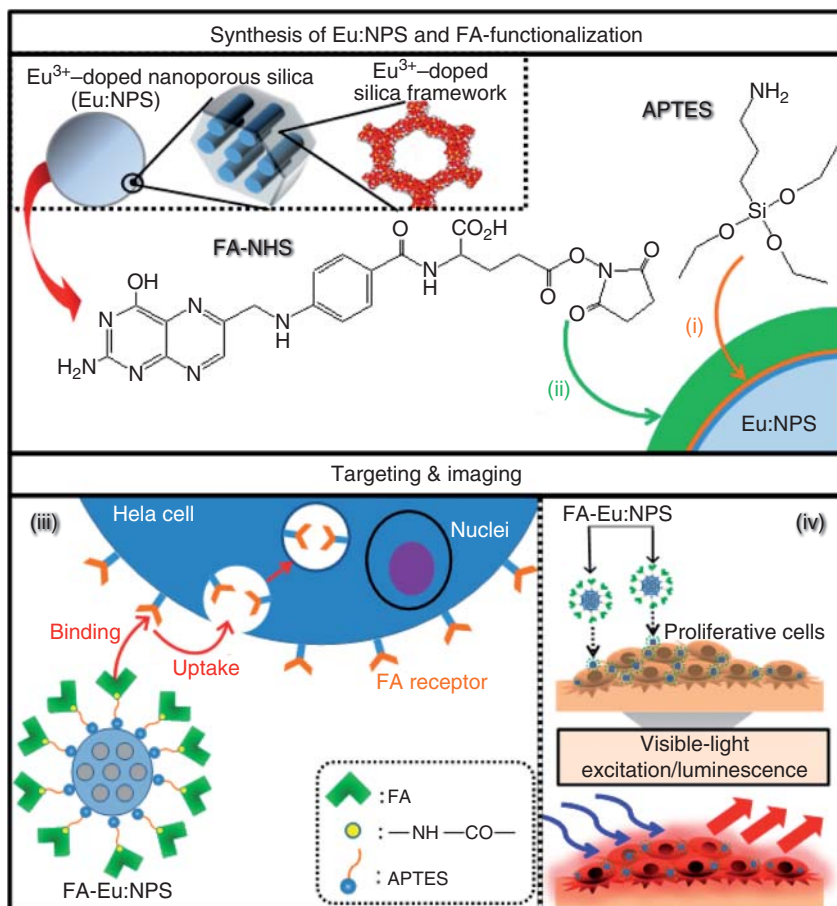 Synthesis of Eu:NPS and FA-functionalization
Eu3+–doped nanoporous silica
(Eu:NPS)
Eu3+–doped
silica framework
APTES
NH2
Si
O
O
O
FA-NHS
OH
N
N
H2N
N
N
N
H
O
N
H
CO2H
O
O
N
O
O
(i)
(ii)
Eu:NPS
Targeting & imaging
(iii)
Hela cell
Nuclei
Binding
Uptake
FA receptor
FA-Eu:NPS
: FA
: —NH—CO—
: APTES
(iv)
FA-Eu:NPS
Proliferative cells
Visible-light
excitation/luminescence